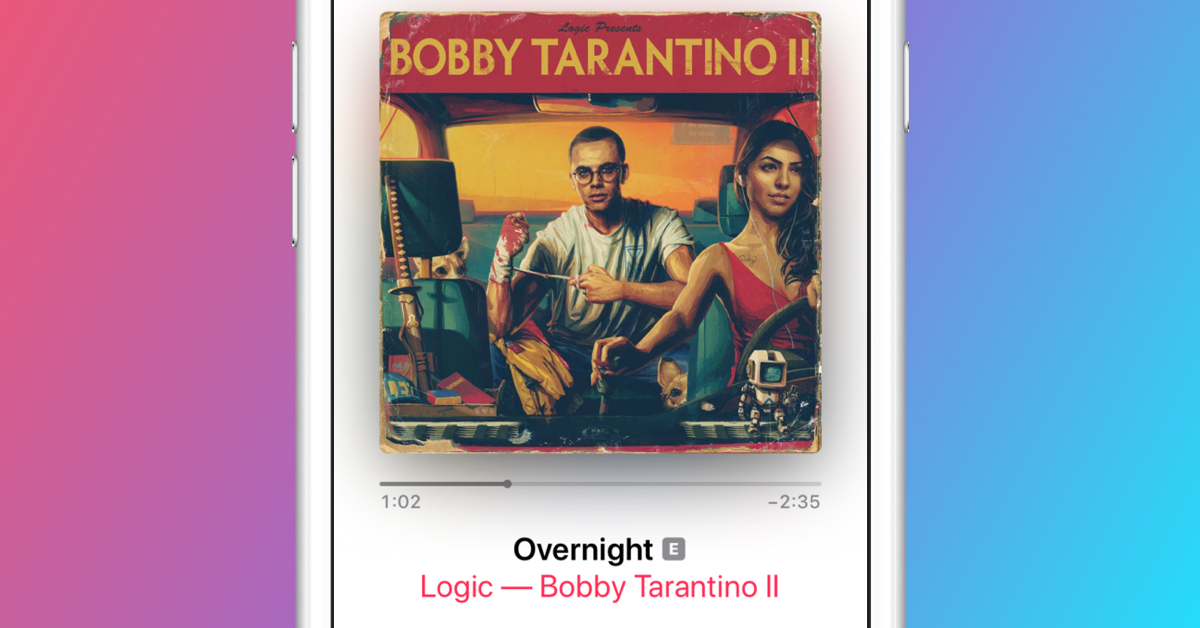 Logic Presents
BOBBY TARANTINO II
1:02
−2:35
Overnight E
Logic — Bobby Tarantino II